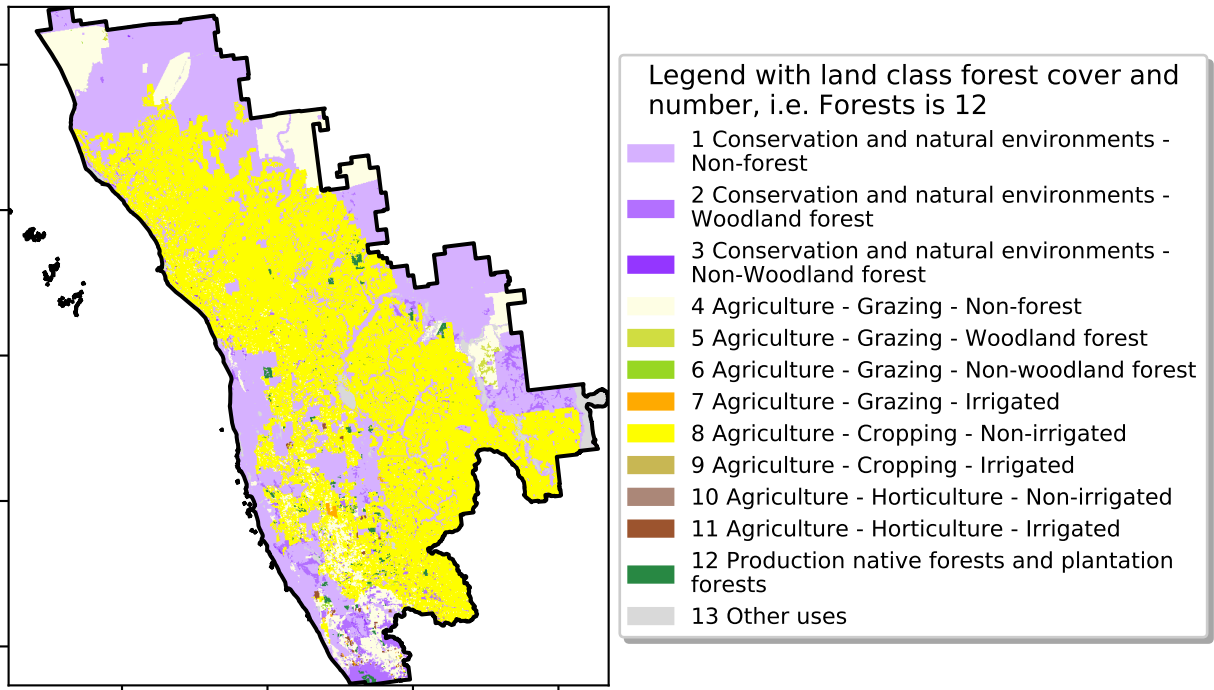 Legend with land class forest cover and
number, i.e. Forests is 12
1 Conservation and natural environments -
Non-forest
2 Conservation and natural environments -
Woodland forest
3 Conservation and natural environments -
Non-Woodland forest
4 Agriculture - Grazing - Non-forest
5 Agriculture - Grazing - Woodland forest
6 Agriculture - Grazing - Non-woodland forest
7 Agriculture - Grazing - Irrigated
8 Agriculture - Cropping - Non-irrigated
9 Agriculture - Cropping - Irrigated
10 Agriculture - Horticulture - Non-irrigated
11 Agriculture - Horticulture - Irrigated
12 Production native forests and plantation
forests
13 Other uses